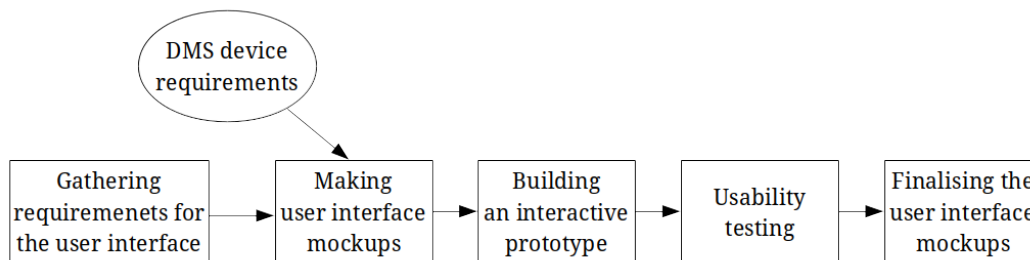 DMS device
requirements
Gathering
requiremenets for
the user interface
Making
user interface
mockups
Building
an interactive
prototype
Usability
testing
Finalising the
user interface
mockups